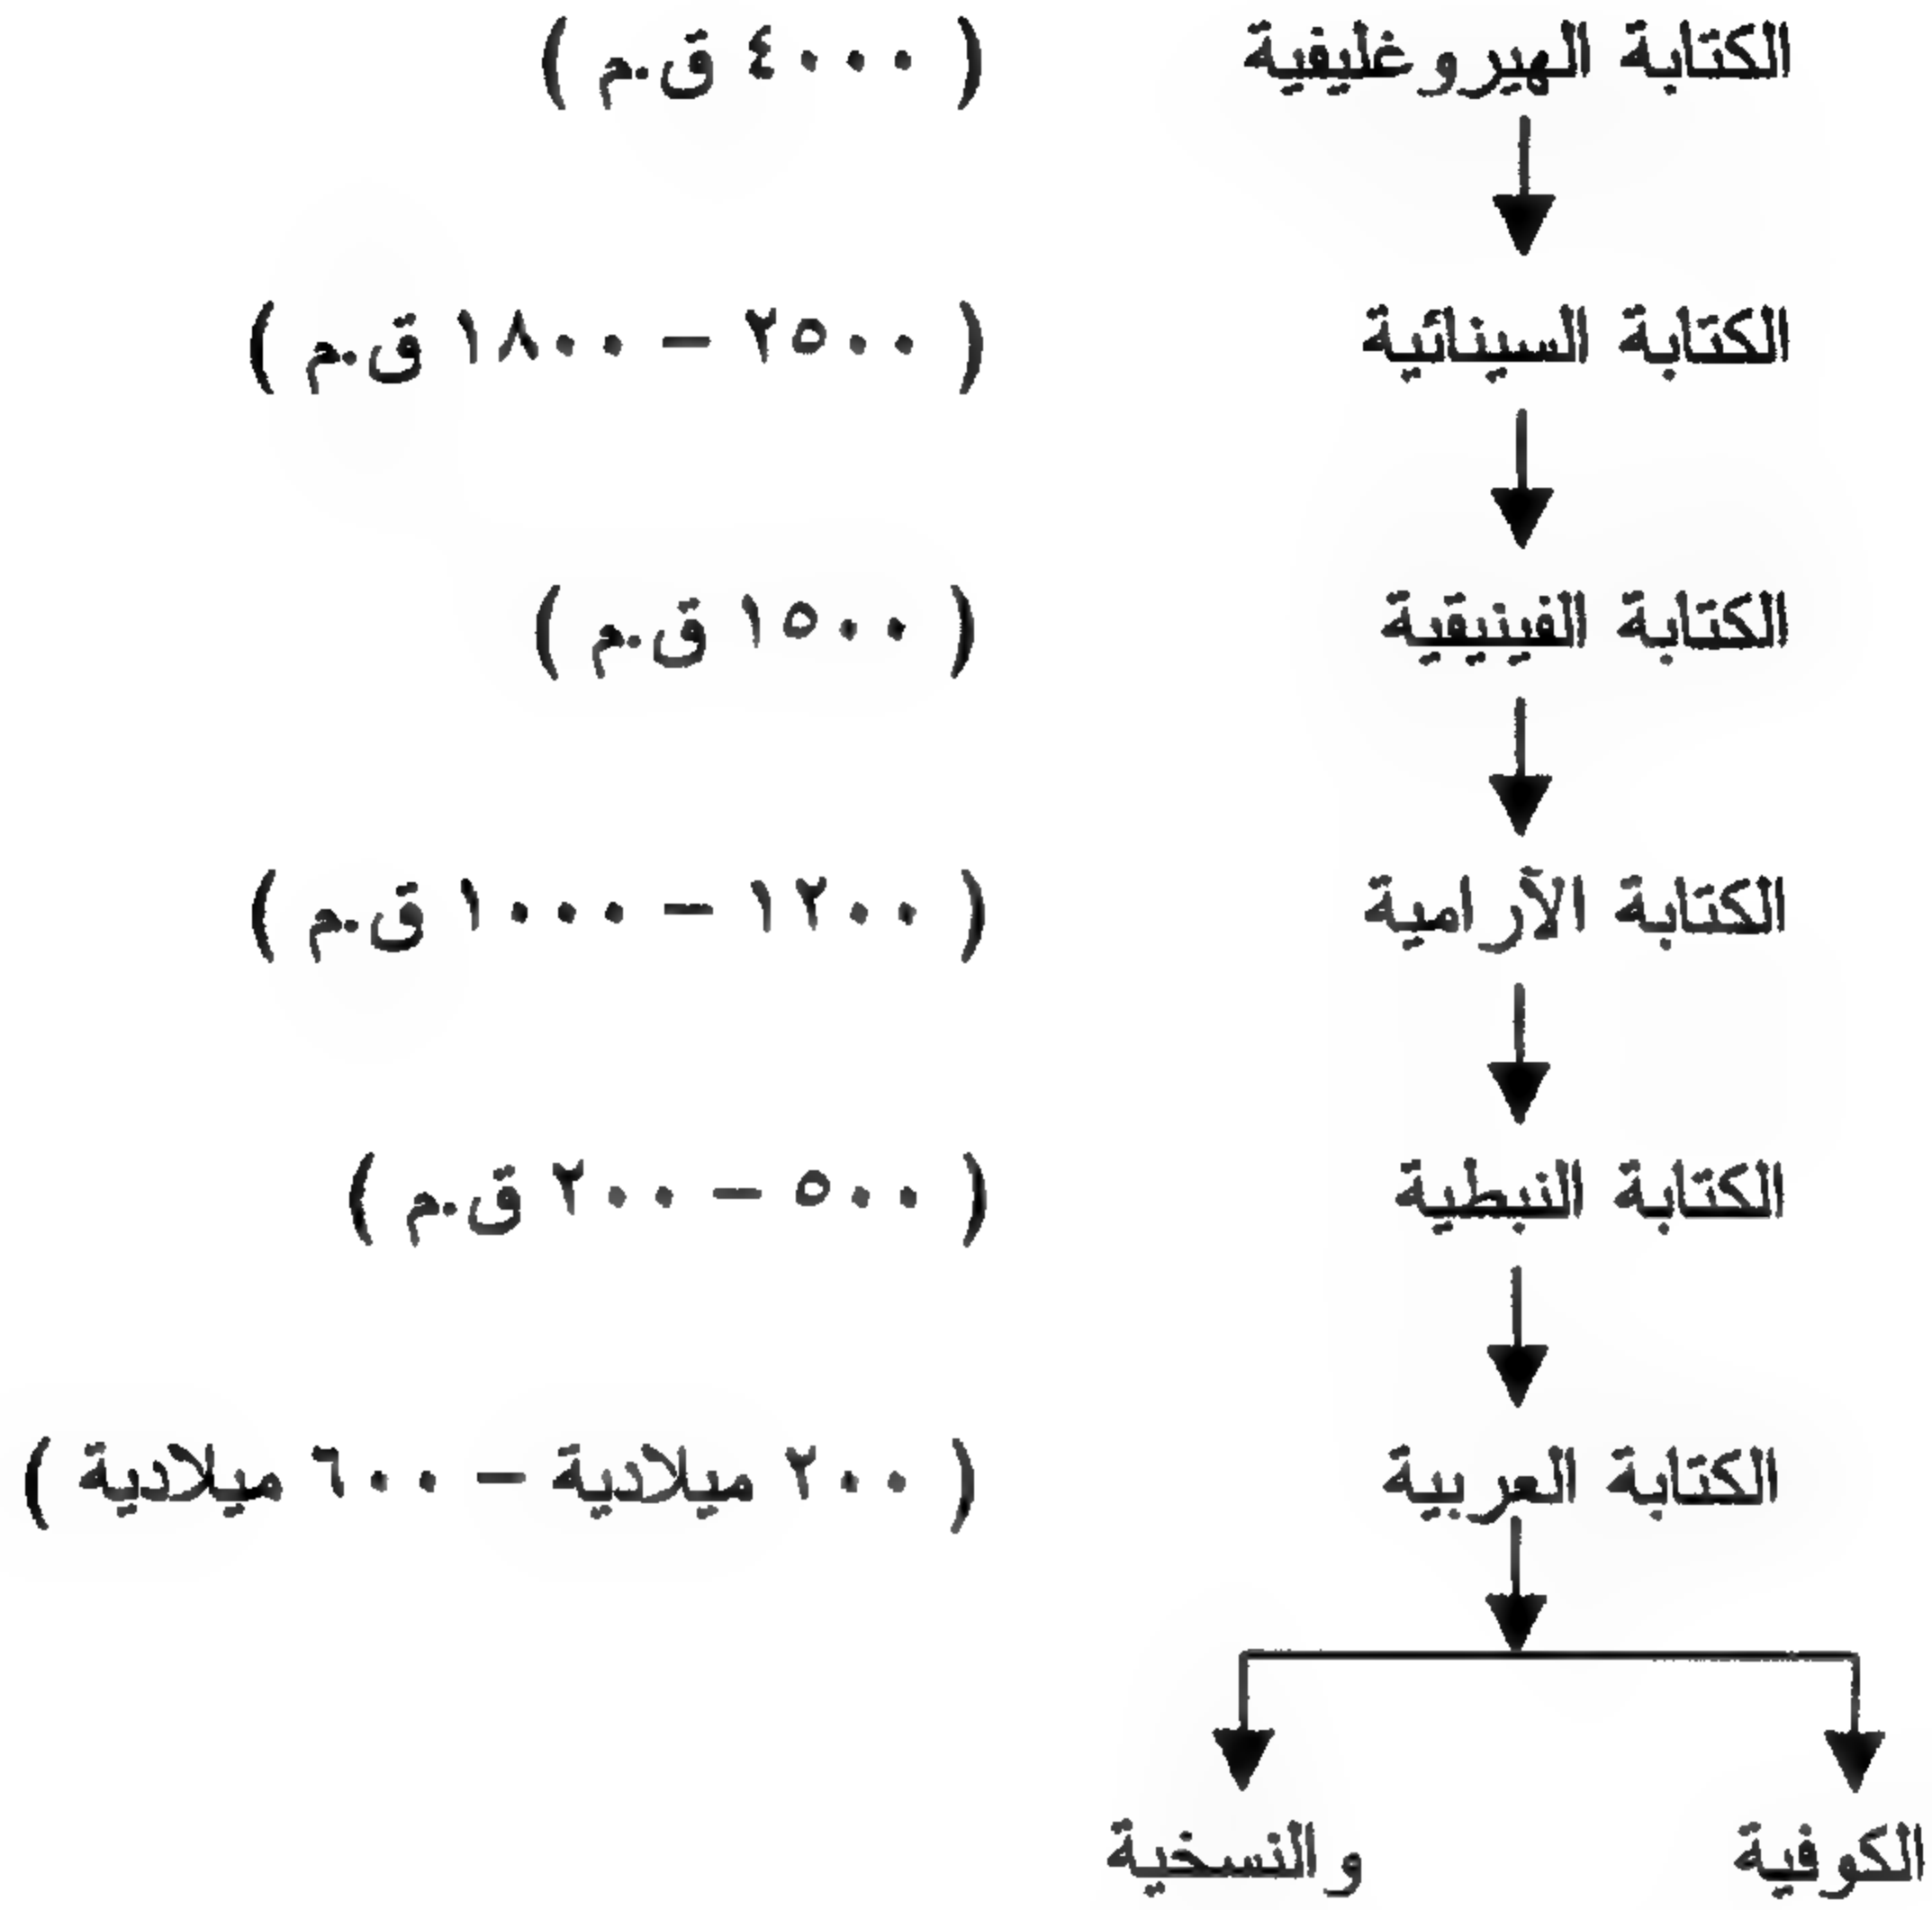 الكتابة الهيروغليفية ( ٤٠٠٠ ق.م )
الكتابة السينائية ( ٢٥٠٠ – ١٨٠٠ ق.م )
الكتابة الفينيقية ( ١٥٠٠ ق.م )
الكتابة الآرامية ( ١٢٠٠ – ١٠٠٠ ق.م )
الكتابة النبطية ( ٥٠٠ – ٢٠٠ ق.م )
الكتابة العربية ( ٢٠٠ ميلادية – ٦٠٠ ميلادية )
الكوفية والنسخية